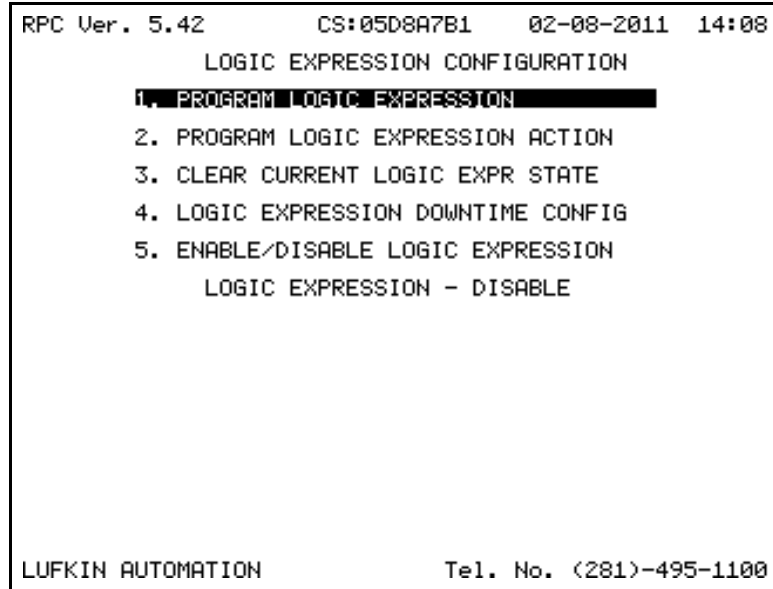 RPC Ver. 5.42 CS:05D8A7B1 02-08-2011 14:08
LOGIC EXPRESSION CONFIGURATION
1. PROGRAM LOGIC EXPRESSION
2. PROGRAM LOGIC EXPRESSION ACTION
3. CLEAR CURRENT LOGIC EXPR STATE
4. LOGIC EXPRESSION DOWNTIME CONFIG
5. ENABLE/DISABLE LOGIC EXPRESSION
LOGIC EXPRESSION - DISABLE
LUFKIN AUTOMATION Tel. No. (281)-495-1100